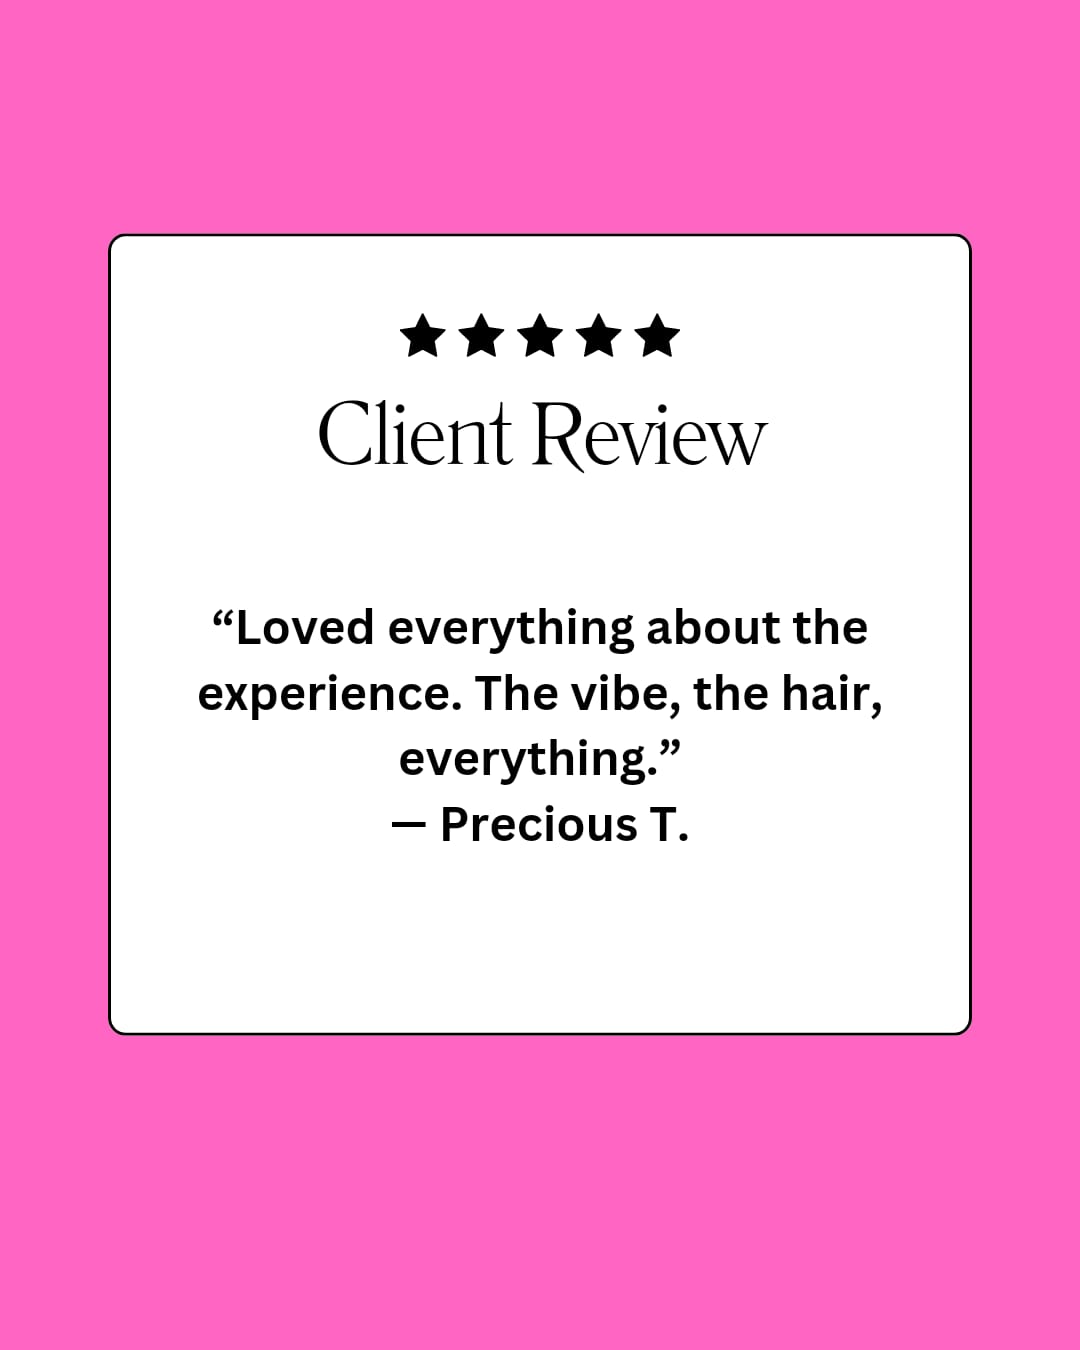 Client Review
“Loved everything about the
experience. The vibe, the hair,
everything.”
— Precious T.